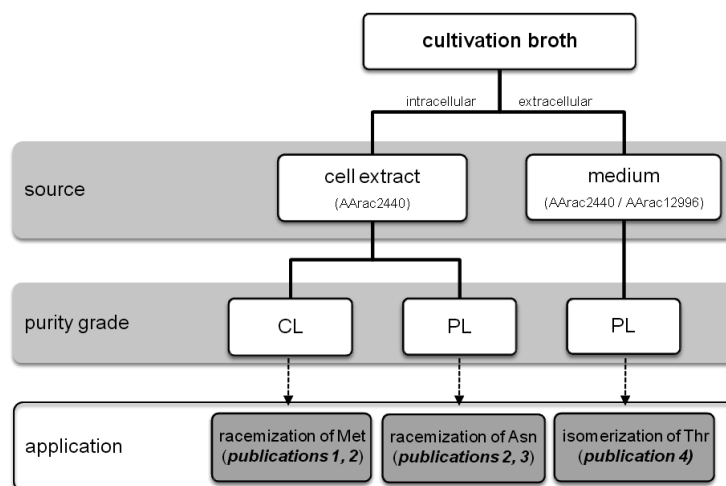 cultivation broth
intracellular extracellular
source
cell extract
(AArac2440)
medium
(AArac2440 / AArac12996)
purity grade
CL
PL
PL
application
racemization of Met
(publications 1, 2)
racemization of Asn
(publications 2, 3)
isomerization of Thr
(publication 4)